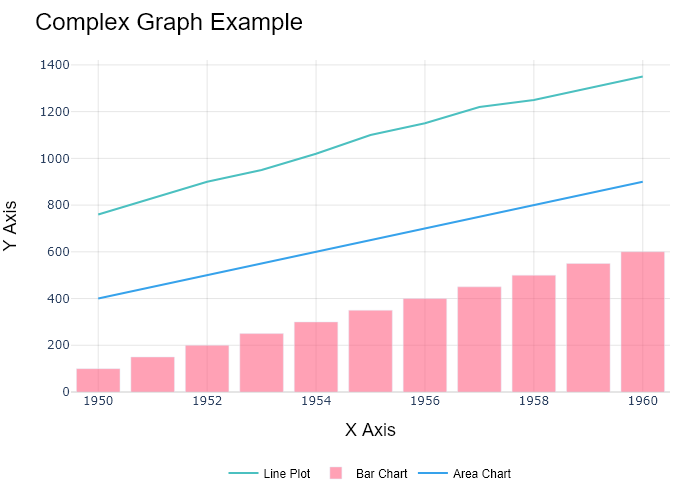 Complex Graph Example
1400
1200
1000
800
600
400
200
0
Y Axis
1950 1952 1954 1956 1958 1960
X Axis
Line Plot Bar Chart Area Chart